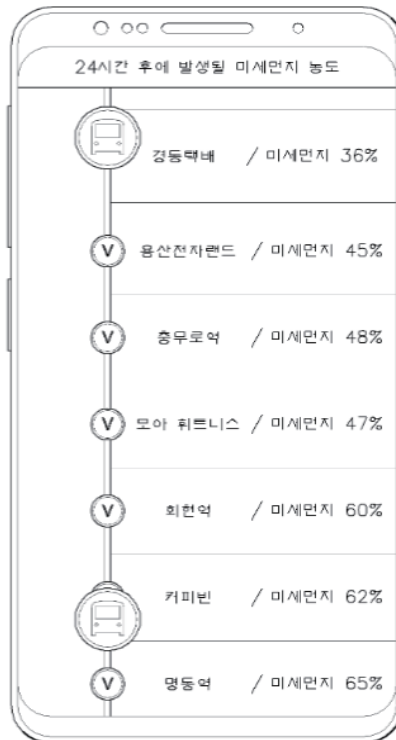 24시간 후에 발생될 미세먼지 농도
경동택배 / 미세먼지 36%
V 용산전자랜드 / 미세먼지 45%
V 충무로역 / 미세먼지 48%
V 모아 휘트니스 / 미세먼지 47%
V 회현역 / 미세먼지 60%
커피빈 / 미세먼지 62%
V 명동역 / 미세먼지 65%